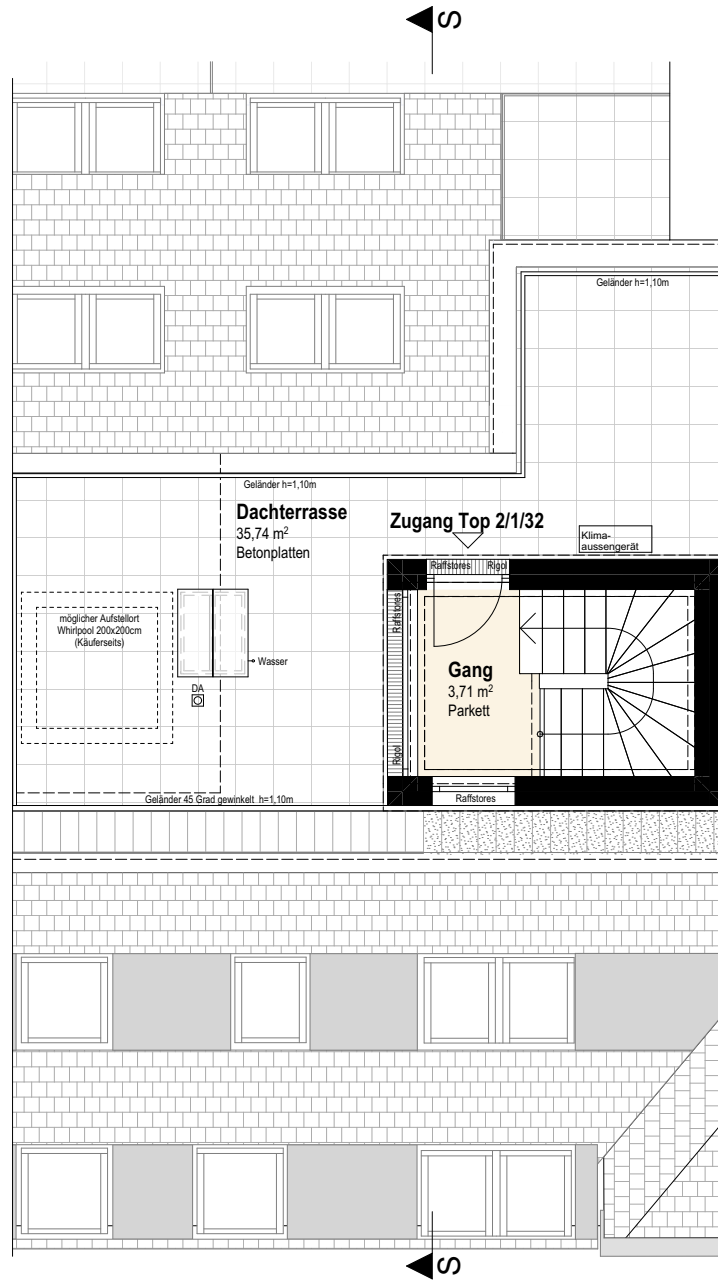 S
Geländer h=1,10m
Geländer h=1,10m
Dachterrasse
35,74 m²
Betonplatten
Zugang Top 2/1/32
Klima-
aussengerät
Raffstores
Rigol
möglicher Aufstellort
Whirlpool 200x200cm
(Käuferseits)
Raffstores
Wasser
DA
Gang
3,71 m²
Parkett
Rigol
Geländer 45 Grad gewinkelt h=1,10m
Raffstores
S